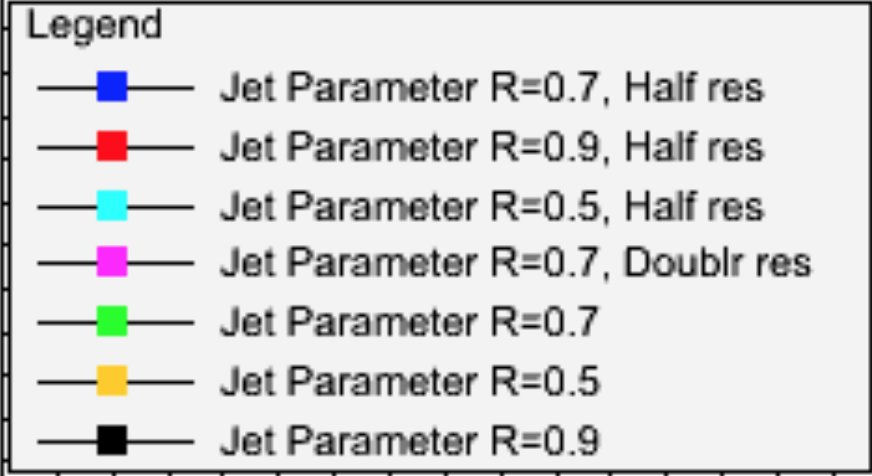 Legend
Jet Parameter R=0.7, Half res
Jet Parameter R=0.9, Half res
Jet Parameter R=0.5, Half res
Jet Parameter R=0.7, Doublr res
Jet Parameter R=0.7
Jet Parameter R=0.5
Jet Parameter R=0.9